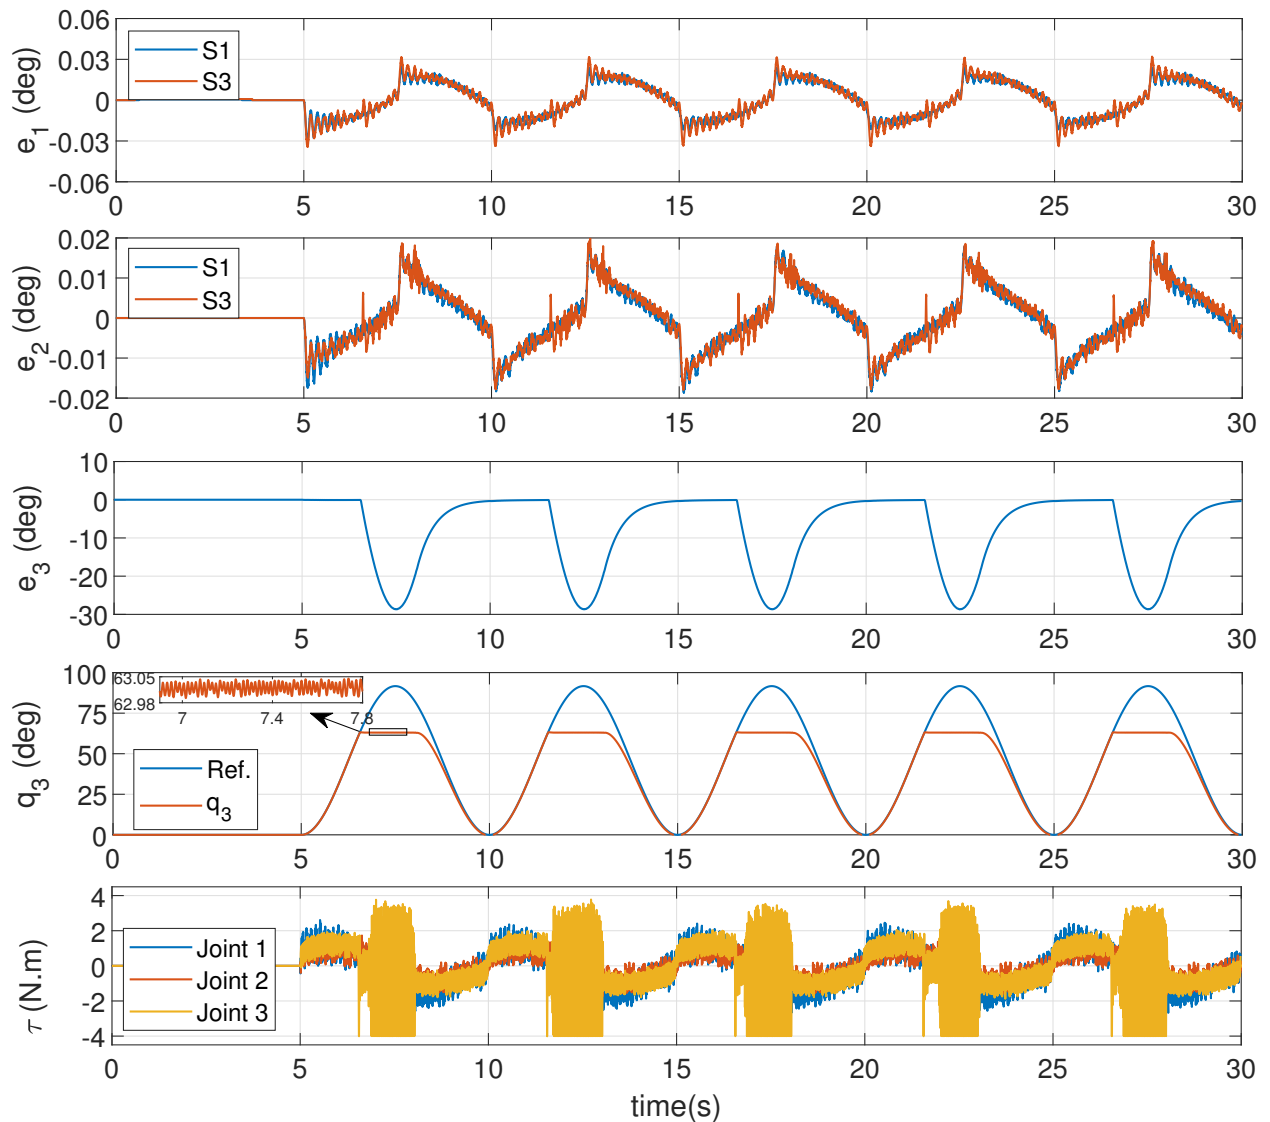 0.06
0.03
0
-0.03
-0.06
e1 (deg)
S1
S3
0 5 10 15 20 25 30
0.02
0.01
0
-0.01
-0.02
e2 (deg)
S1
S3
0 5 10 15 20 25 30
10
0
-10
-20
-30
e3 (deg)
0 5 10 15 20 25 30
100
75
50
25
0
q3 (deg)
63.05
62.98
7 7.4 7.8
Ref.
q3
0 5 10 15 20 25 30
4
2
0
-2
-4
τ (N.m)
Joint 1
Joint 2
Joint 3
0 5 10 15 20 25 30
time(s)